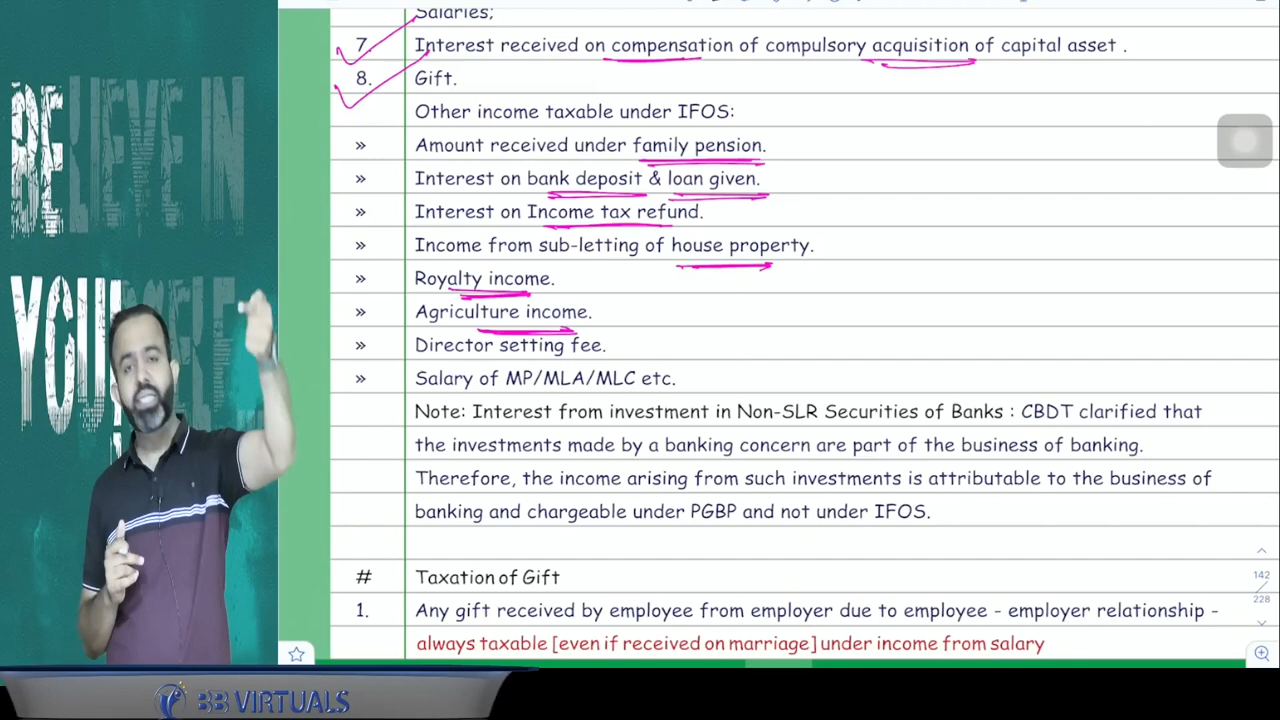 BELIEVE IN
YOURSELF
Salaries;
7. Interest received on compensation of compulsory acquisition of capital asset .
8. Gift.
Other income taxable under IFOS:
» Amount received under family pension.
» Interest on bank deposit & loan given.
» Interest on Income tax refund.
» Income from sub-letting of house property.
» Royalty income.
» Agriculture income.
» Director setting fee.
» Salary of MP/MLA/MLC etc.
Note: Interest from investment in Non-SLR Securities of Banks : CBDT clarified that
the investments made by a banking concern are part of the business of banking.
Therefore, the income arising from such investments is attributable to the business of
banking and chargeable under PGBP and not under IFOS.
# Taxation of Gift
1. Any gift received by employee from employer due to employee - employer relationship -
always taxable [even if received on marriage] under income from salary
142
228
BB VIRTUALS